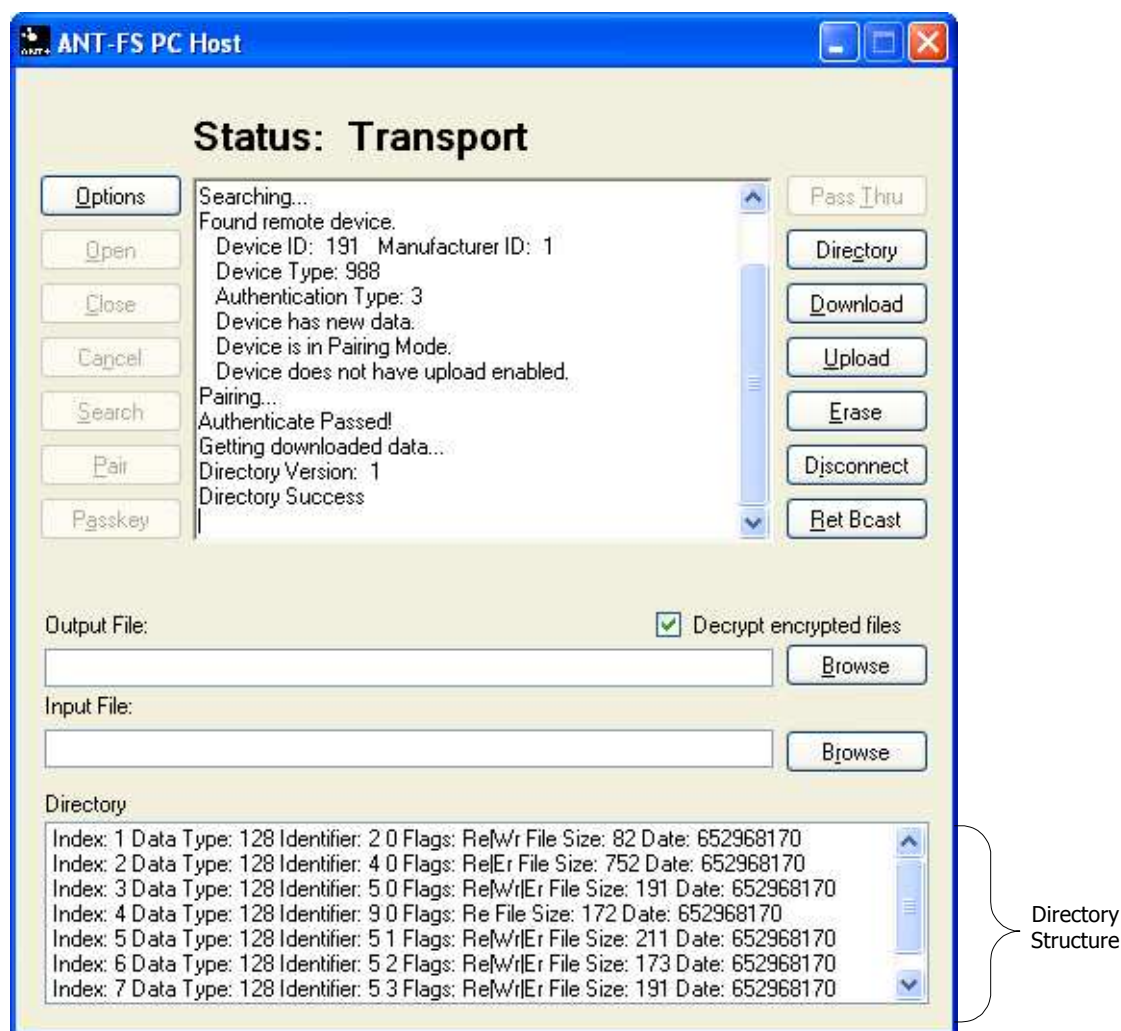 ANT-FS PC Host
Status: Transport
Options
Open
Close
Cancel
Search
Pair
Passkey
Searching...
Found remote device.
Device ID: 191 Manufacturer ID: 1
Device Type: 988
Authentication Type: 3
Device has new data.
Device is in Pairing Mode.
Device does not have upload enabled.
Pairing...
Authenticate Passed!
Getting downloaded data...
Directory Version: 1
Directory Success
Pass Thru
Directory
Download
Upload
Erase
Disconnect
Ret Bcast
Output File:
Decrypt encrypted files
Browse
Input File:
Browse
Directory
Index: 1 Data Type: 128 Identifier: 2 0 Flags: Re|Wr File Size: 82 Date: 652968170
Index: 2 Data Type: 128 Identifier: 4 0 Flags: Re|Er File Size: 752 Date: 652968170
Index: 3 Data Type: 128 Identifier: 5 0 Flags: Re|Wr|Er File Size: 191 Date: 652968170
Index: 4 Data Type: 128 Identifier: 9 0 Flags: Re File Size: 172 Date: 652968170
Index: 5 Data Type: 128 Identifier: 5 1 Flags: Re|Wr|Er File Size: 211 Date: 652968170
Index: 6 Data Type: 128 Identifier: 5 2 Flags: Re|Wr|Er File Size: 173 Date: 652968170
Index: 7 Data Type: 128 Identifier: 5 3 Flags: Re|Wr|Er File Size: 191 Date: 652968170
Directory
Structure